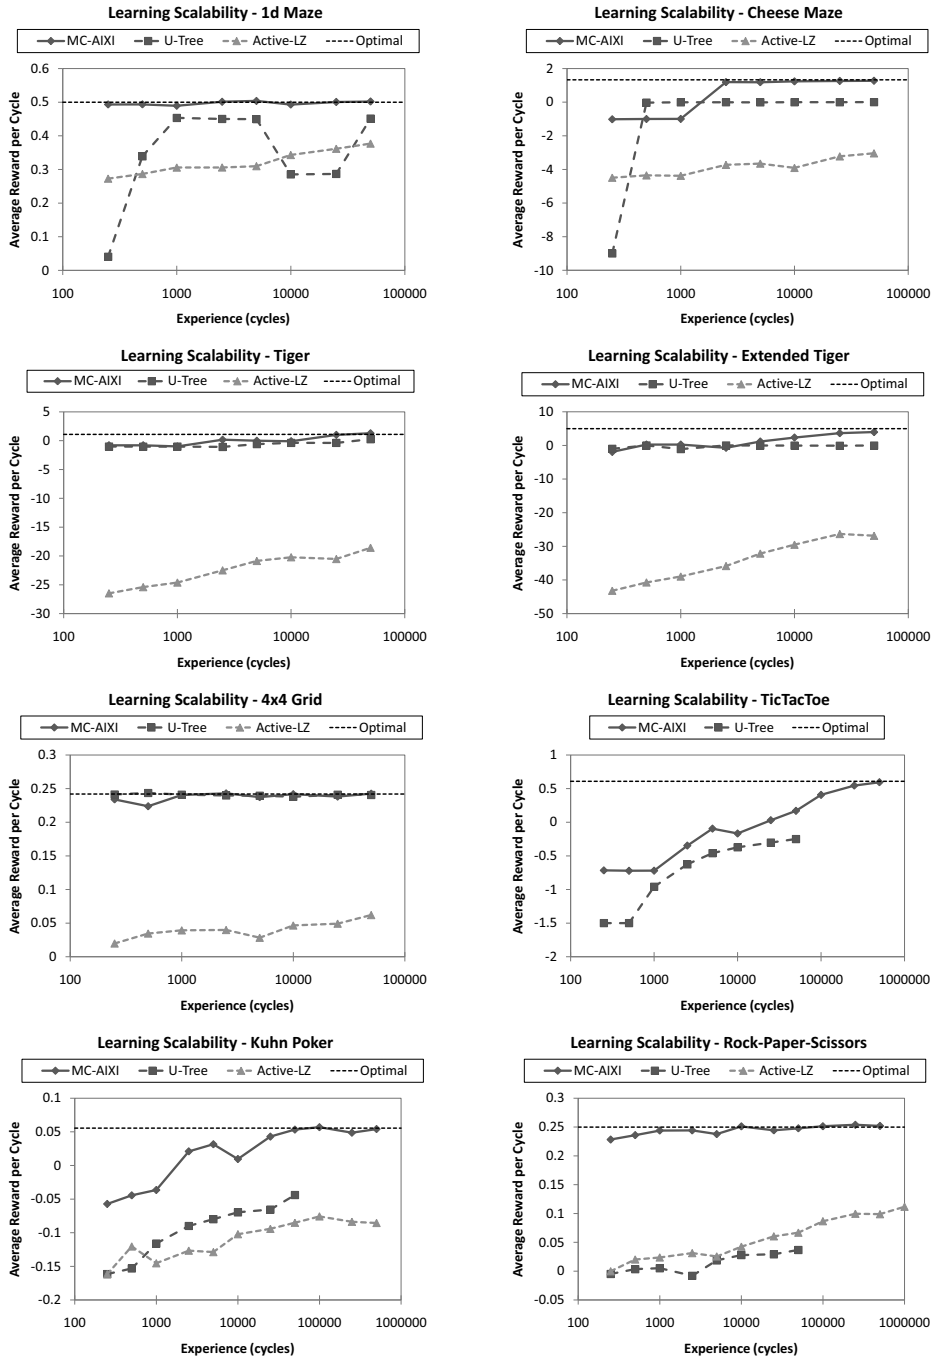 Learning Scalability - 1d Maze
MC-AIXI U-Tree Active-LZ Optimal
Average Reward per Cycle
0.6
0.5
0.4
0.3
0.2
0.1
0
100 1000 10000 100000
Experience (cycles)
Learning Scalability - Cheese Maze
MC-AIXI U-Tree Active-LZ Optimal
Average Reward per Cycle
2
0
-2
-4
-6
-8
-10
100 1000 10000 100000
Experience (cycles)
Learning Scalability - Tiger
MC-AIXI U-Tree Active-LZ Optimal
Average Reward per Cycle
5
0
-5
-10
-15
-20
-25
-30
100 1000 10000 100000
Experience (cycles)
Learning Scalability - Extended Tiger
MC-AIXI U-Tree Active-LZ Optimal
Average Reward per Cycle
10
0
-10
-20
-30
-40
-50
100 1000 10000 100000
Experience (cycles)
Learning Scalability - 4x4 Grid
MC-AIXI U-Tree Active-LZ Optimal
Average Reward per Cycle
0.3
0.25
0.2
0.15
0.1
0.05
0
100 1000 10000 100000
Experience (cycles)
Learning Scalability - TicTacToe
MC-AIXI U-Tree Optimal
Average Reward per Cycle
1
0.5
0
-0.5
-1
-1.5
-2
100 1000 10000 100000 1000000
Experience (cycles)
Learning Scalability - Kuhn Poker
MC-AIXI U-Tree Active-LZ Optimal
Average Reward per Cycle
0.1
0.05
0
-0.05
-0.1
-0.15
-0.2
100 1000 10000 100000 1000000
Experience (cycles)
Learning Scalability - Rock-Paper-Scissors
MC-AIXI U-Tree Active-LZ Optimal
Average Reward per Cycle
0.3
0.25
0.2
0.15
0.1
0.05
0
-0.05
100 1000 10000 100000 1000000
Experience (cycles)